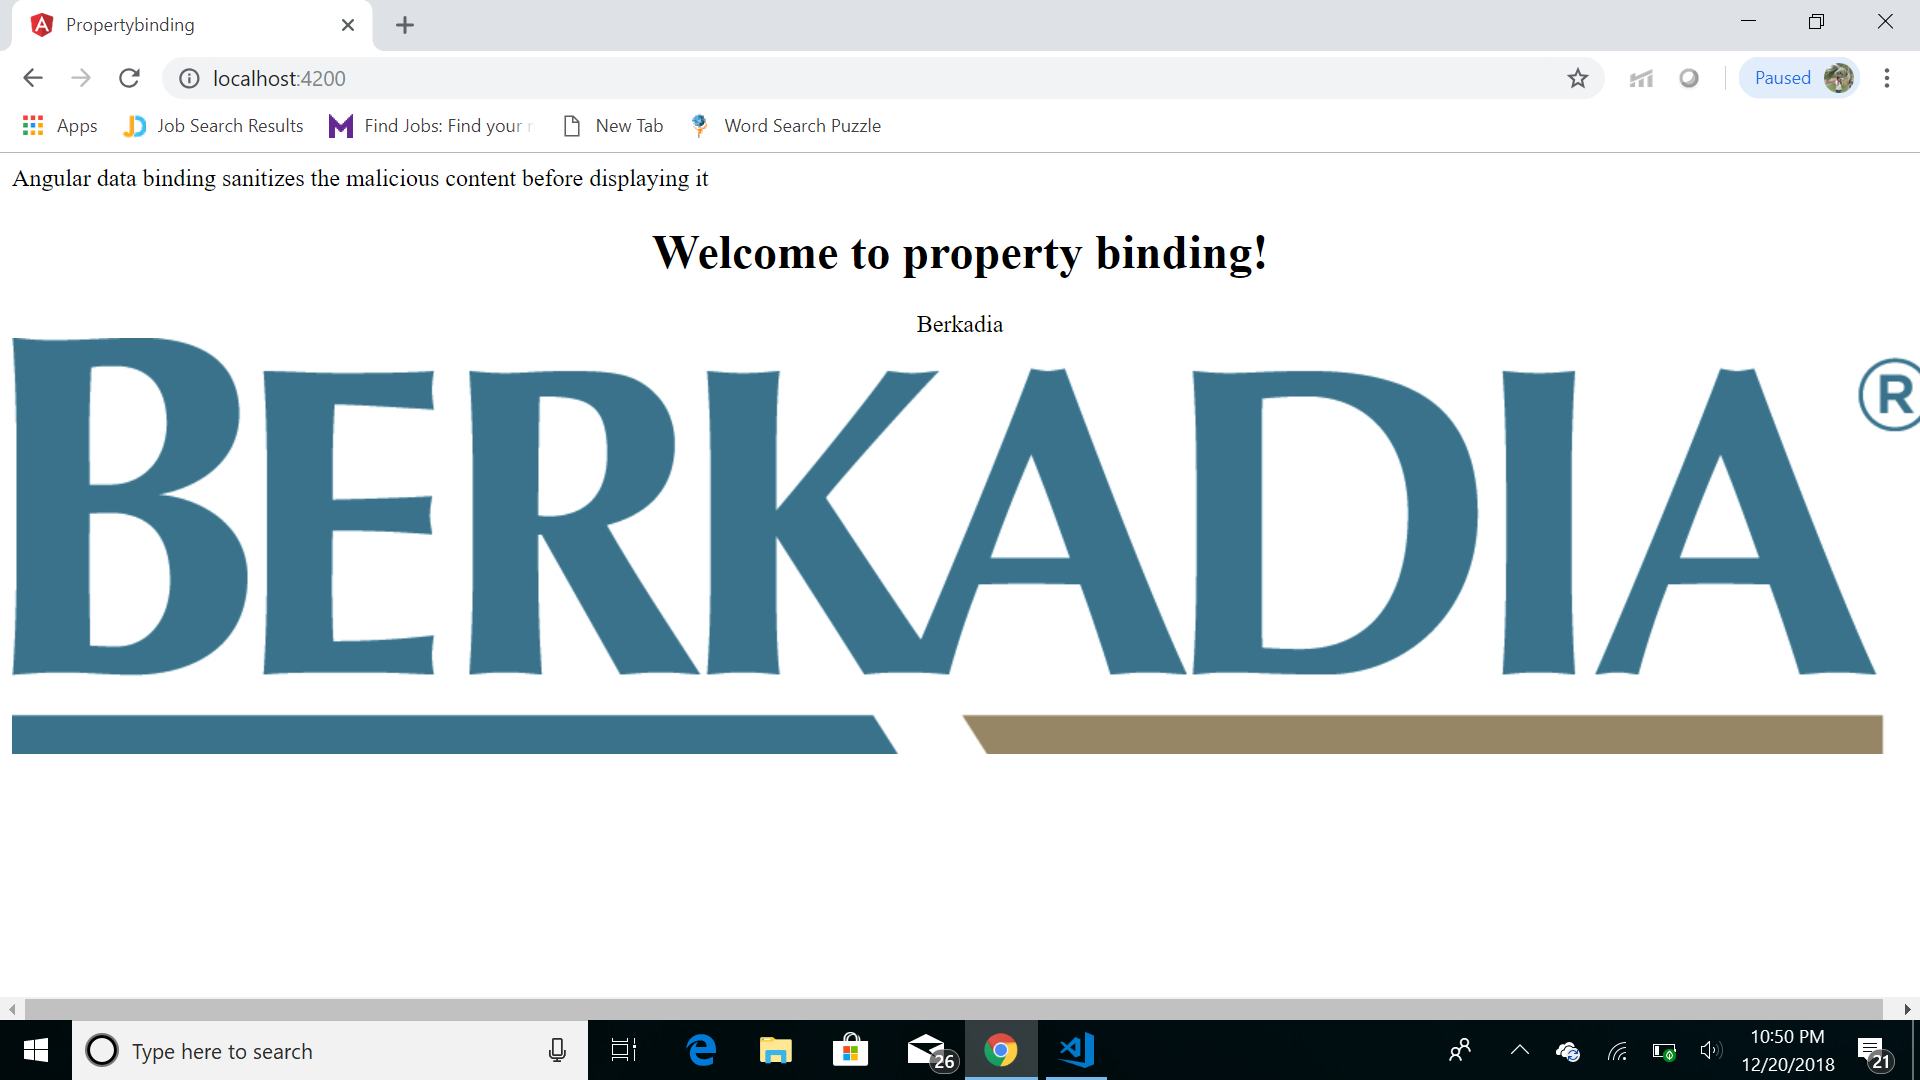 Propertybinding
localhost:4200
Paused
Apps
Job Search Results
Find Jobs: Find your
New Tab
Word Search Puzzle
Angular data binding sanitizes the malicious content before displaying it
Welcome to property binding!
Berkadia
BERKADIA®
Type here to search
26
10:50 PM
12/20/2018
21